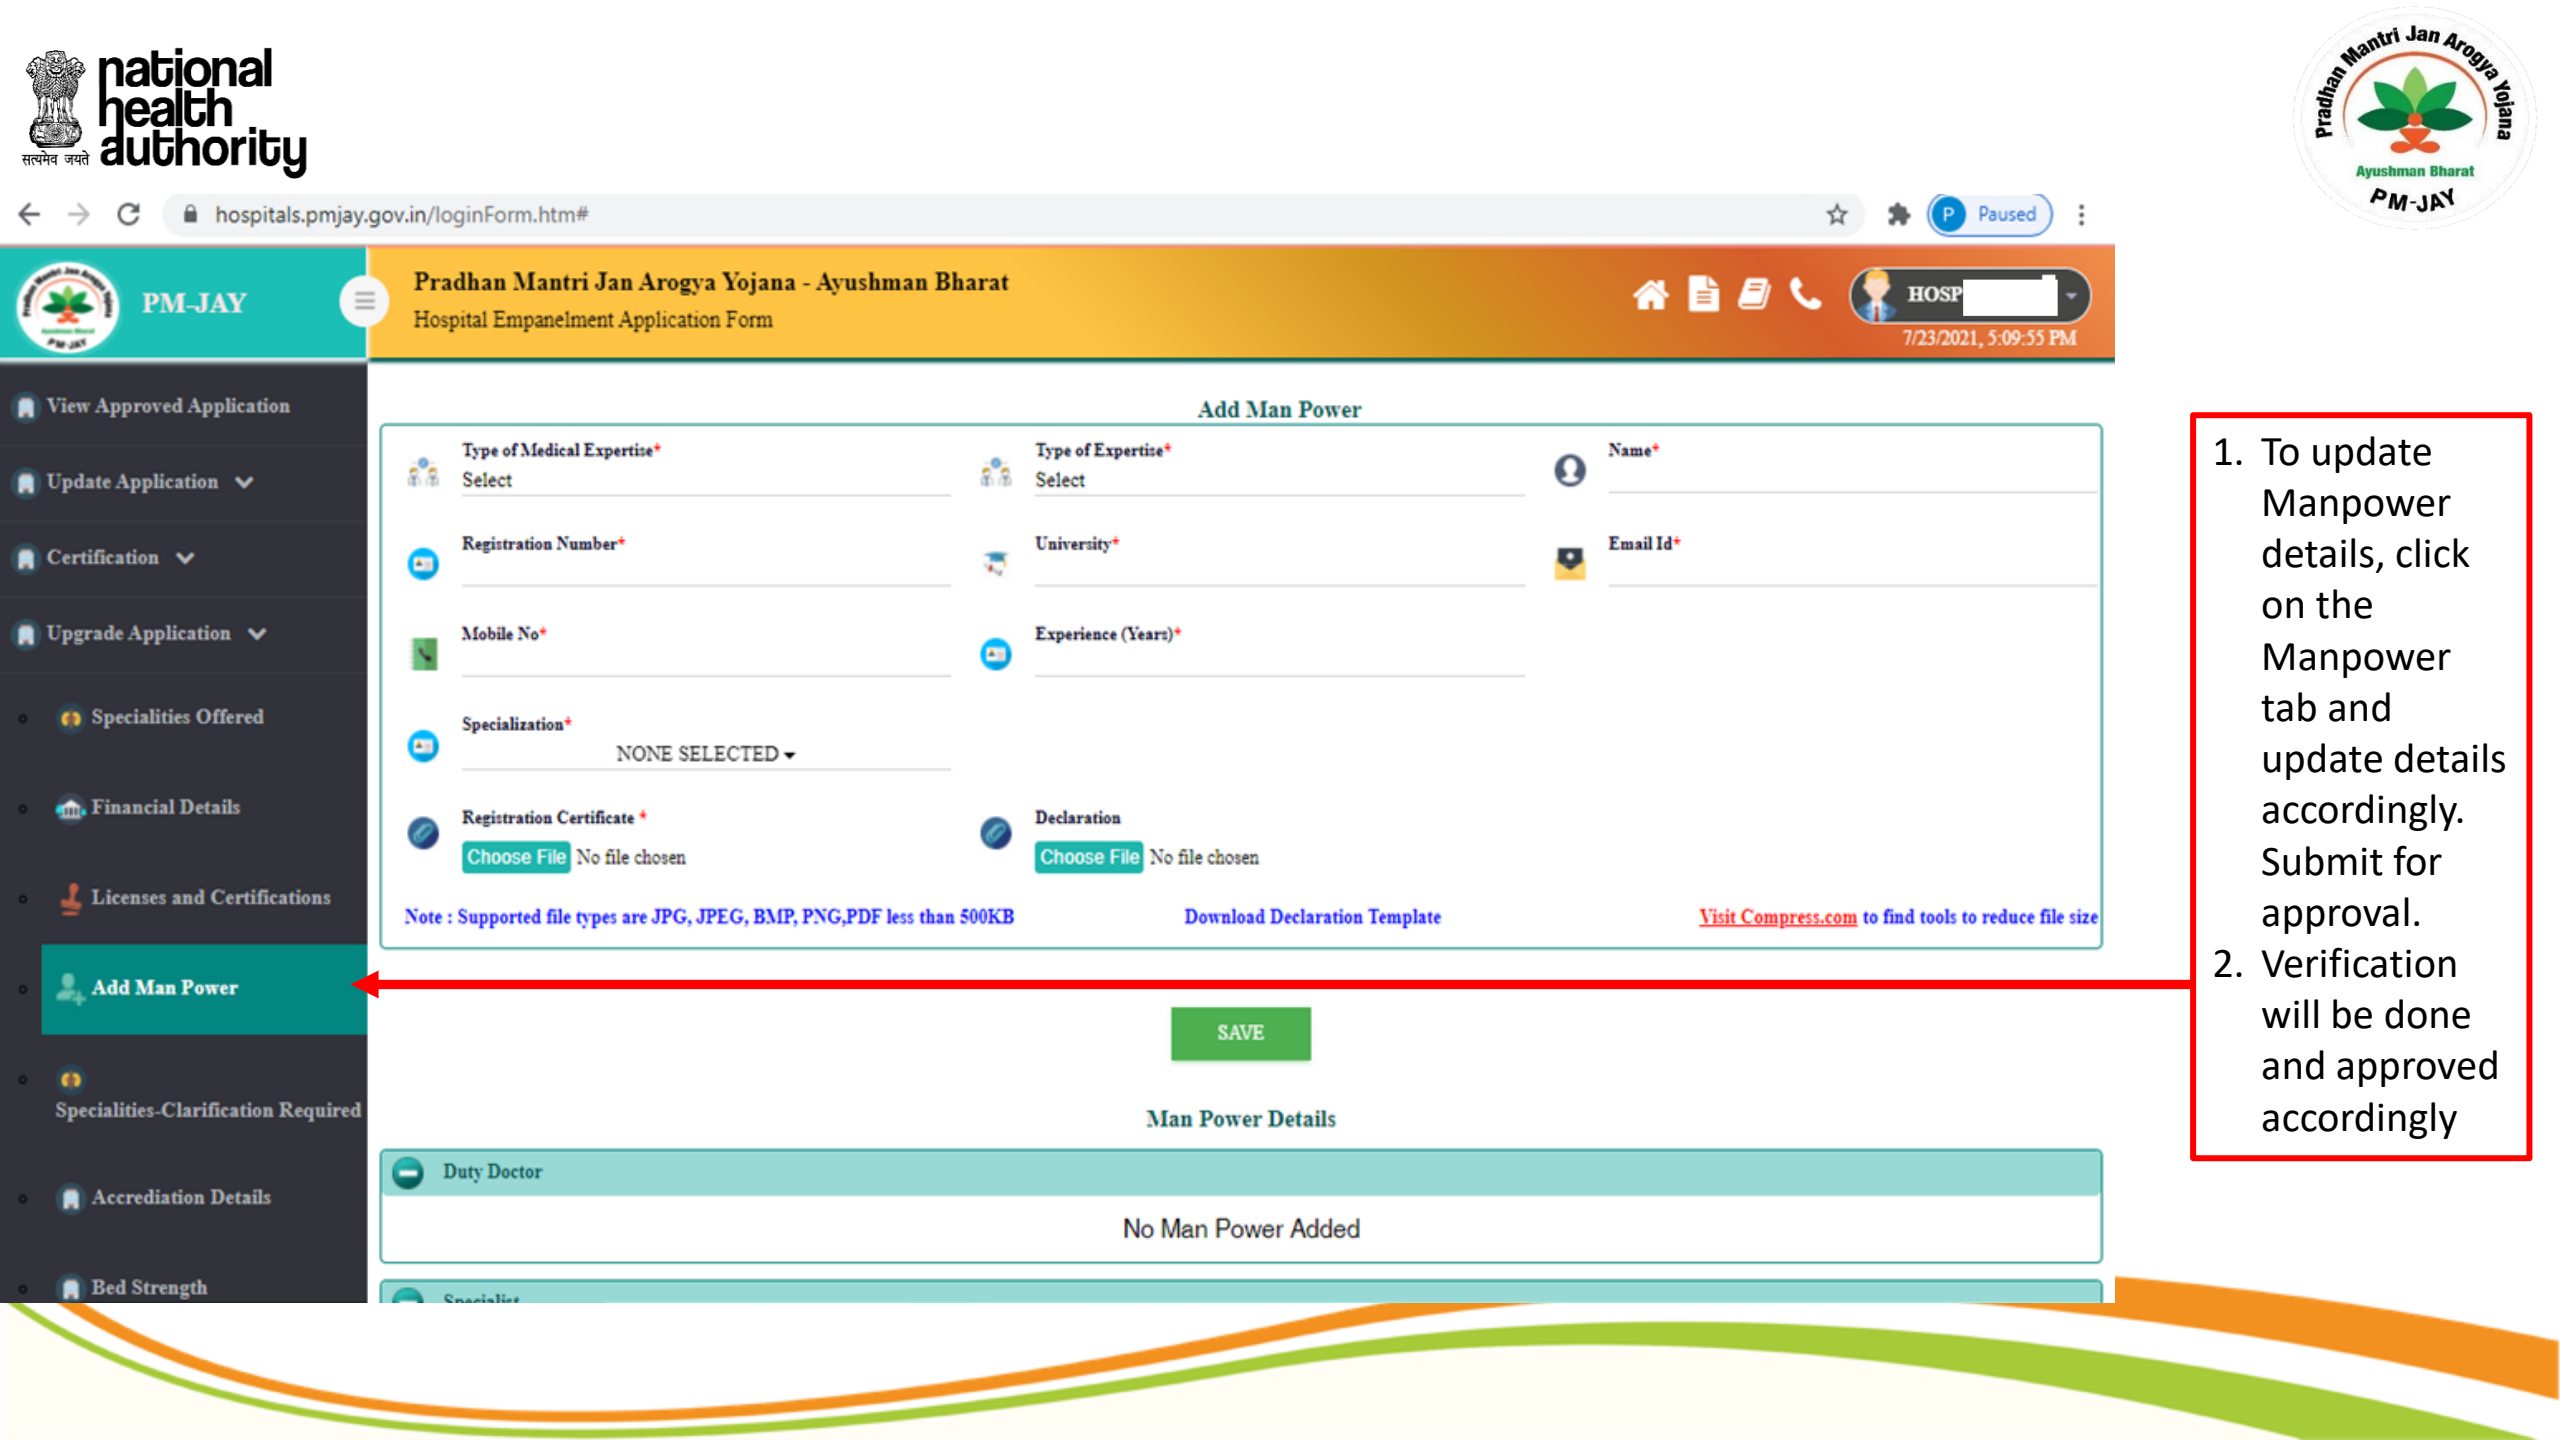 national
health
authority
सत्यमेव जयते
Pradhan Mantri Jan Arogya Yojana
Ayushman Bharat
PM-JAY
hospitals.pmjay.gov.in/loginForm.htm#
P Paused
PM-JAY
Pradhan Mantri Jan Arogya Yojana - Ayushman Bharat
Hospital Empanelment Application Form
HOSP
7/23/2021, 5:09:55 PM
View Approved Application
Update Application
Certification
Upgrade Application
Specialities Offered
Financial Details
Licenses and Certifications
Add Man Power
Specialities-Clarification Required
Accrediation Details
Bed Strength
Add Man Power
Type of Medical Expertise*
Select
Type of Expertise*
Select
Name*
Registration Number*
University*
Email Id*
Mobile No*
Experience (Years)*
Specialization*
NONE SELECTED
Registration Certificate *
Choose File No file chosen
Declaration
Choose File No file chosen
Note : Supported file types are JPG, JPEG, BMP, PNG,PDF less than 500KB
Download Declaration Template
Visit Compress.com to find tools to reduce file size
SAVE
Man Power Details
Duty Doctor
No Man Power Added
Specialist
1. To update
Manpower
details, click
on the
Manpower
tab and
update details
accordingly.
Submit for
approval.
2. Verification
will be done
and approved
accordingly